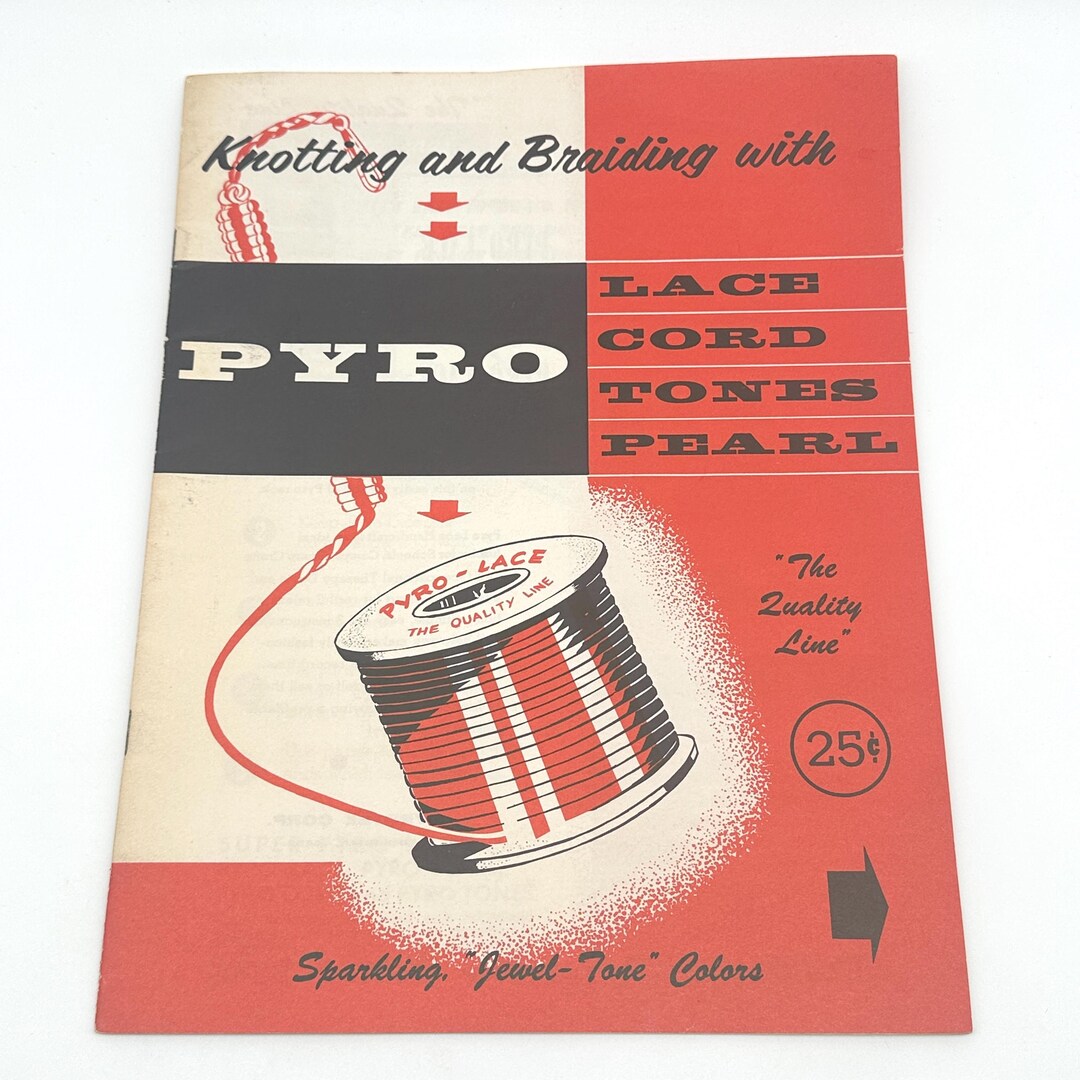 Knotting and Braiding with
PYRO
LACE
CORD
TONES
PEARL
PYRO-LACE
THE QUALITY LINE
"The
Quality
Line"
25¢
Sparkling, "Jewel-Tone" Colors